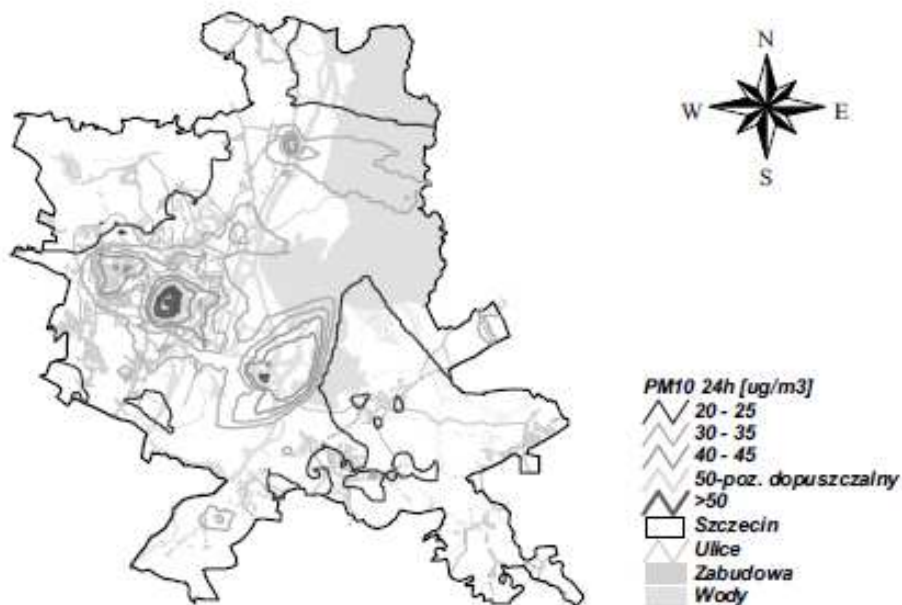 N
W E
S
PM10 24h [ug/m3]
20 - 25
30 - 35
40 - 45
50-poz. dopuszczalny
>50
Szczecin
Ulice
Zabudowa
Wody